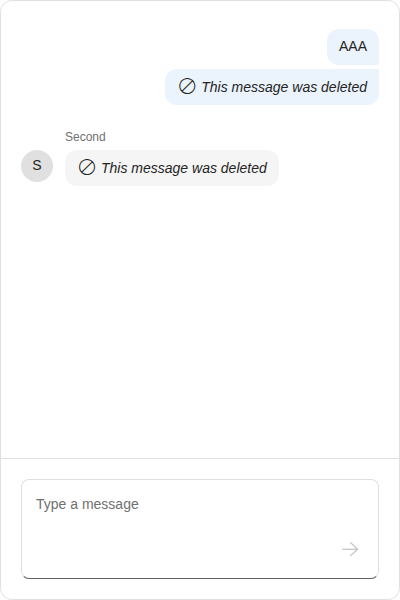 AAA
This message was deleted
Second
S
This message was deleted
Type a message